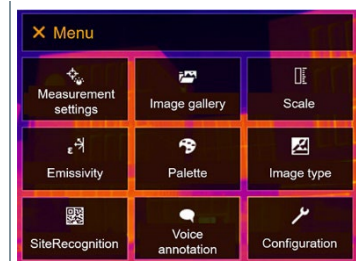 Menu
Measurement
settings
Image gallery
Scale
Emissivity
Palette
Image type
SiteRecognition
Voice
annotation
Configuration